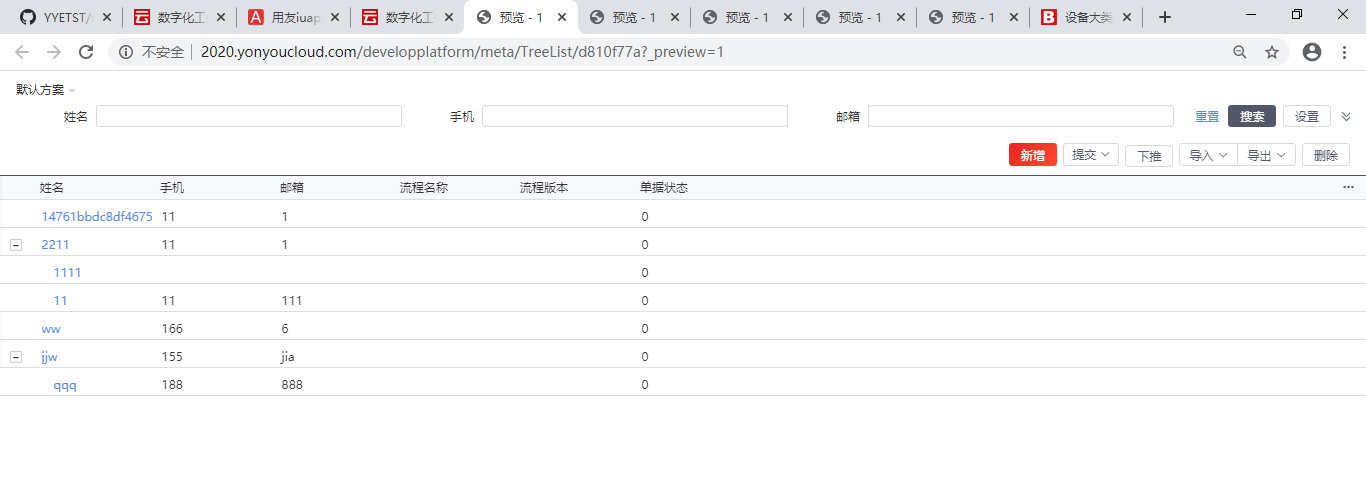 YYETST/r 数字化工 用友iuap 数字化工 预览 - 1 预览 - 1 预览 - 1 预览 - 1 预览 - 1 设备大类
不安全 2020.yonyoucloud.com/developplatform/meta/TreeList/d810f77a?_preview=1
默认方案
姓名 手机 邮箱 重置 搜索 设置
新增 提交 下推 导入 导出 删除
姓名 手机 邮箱 流程名称 流程版本 单据状态
14761bbdc8df4675 11 1 0
2211 11 1 0
1111 0
11 11 111 0
ww 166 6 0
jjw 155 jia 0
qqq 188 888 0